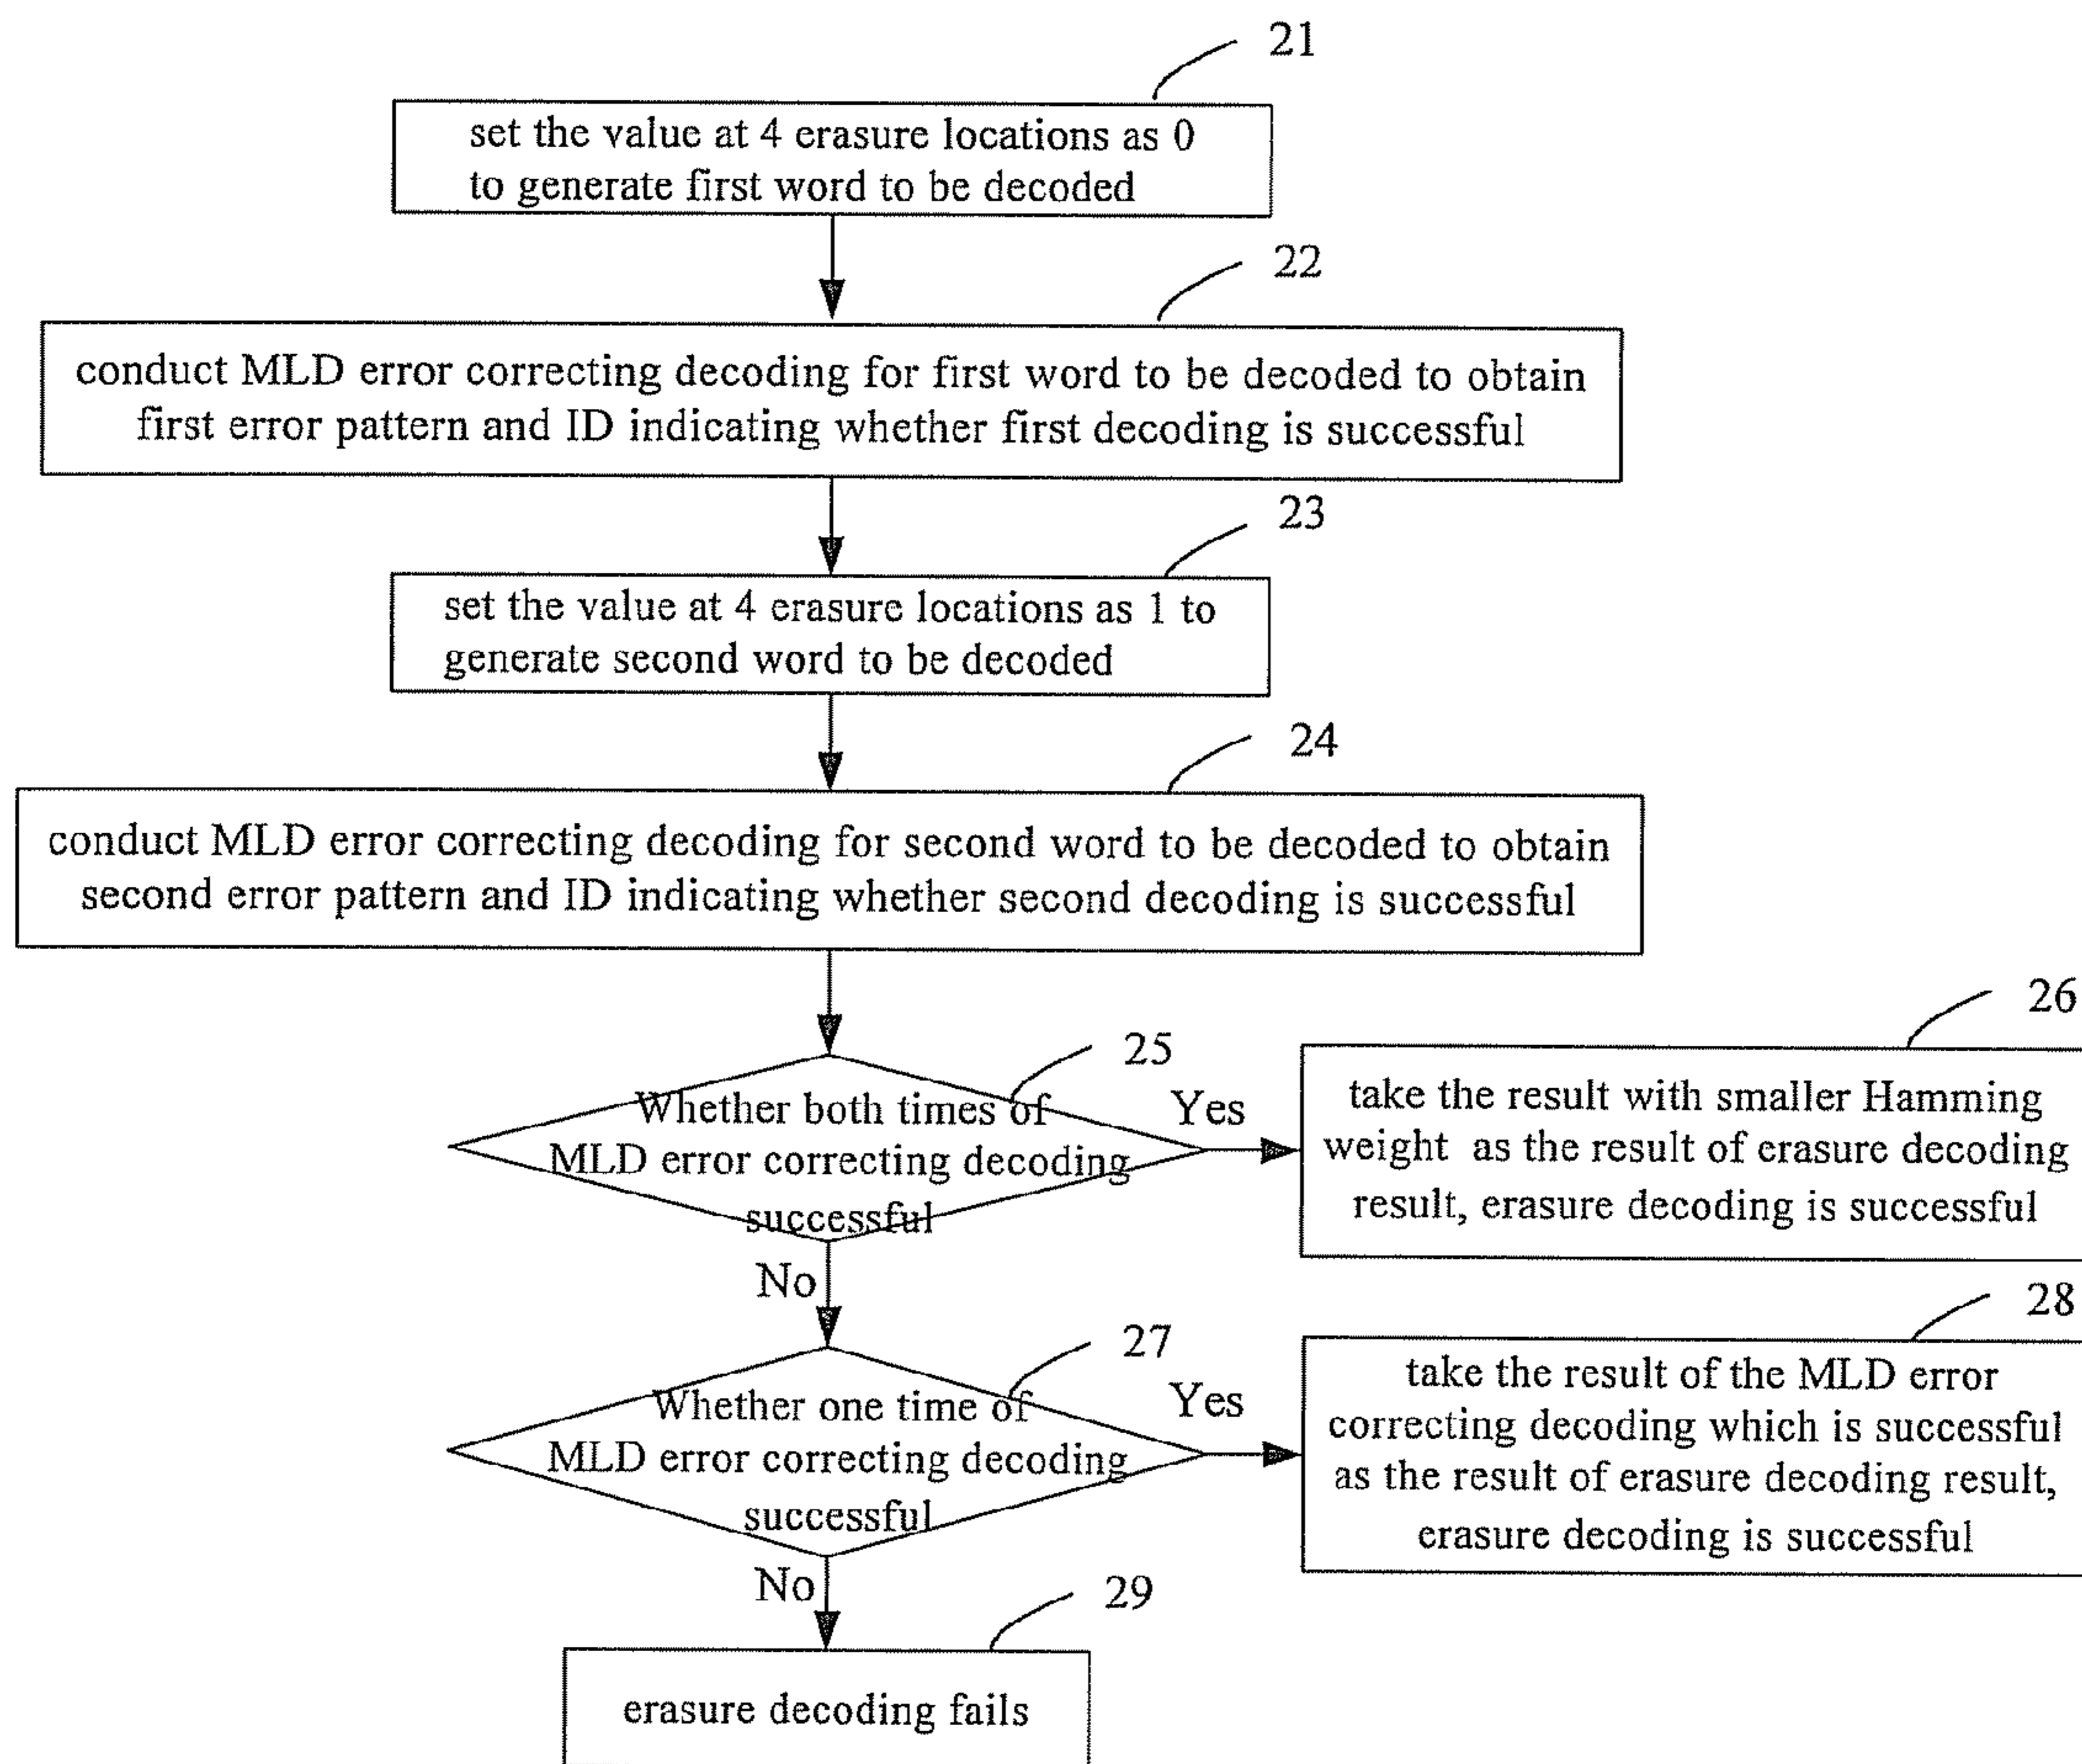 21
set the value at 4 erasure locations as 0
to generate first word to be decoded
22
conduct MLD error correcting decoding for first word to be decoded to obtain
first error pattern and ID indicating whether first decoding is successful
23
set the value at 4 erasure locations as 1 to
generate second word to be decoded
24
conduct MLD error correcting decoding for second word to be decoded to obtain
second error pattern and ID indicating whether second decoding is successful
25
Whether both times of
MLD error correcting decoding
successful
Yes
26
take the result with smaller Hamming
weight as the result of erasure decoding
result, erasure decoding is successful
No
27
Whether one time of
MLD error correcting decoding
successful
Yes
28
take the result of the MLD error
correcting decoding which is successful
as the result of erasure decoding result,
erasure decoding is successful
No
29
erasure decoding fails